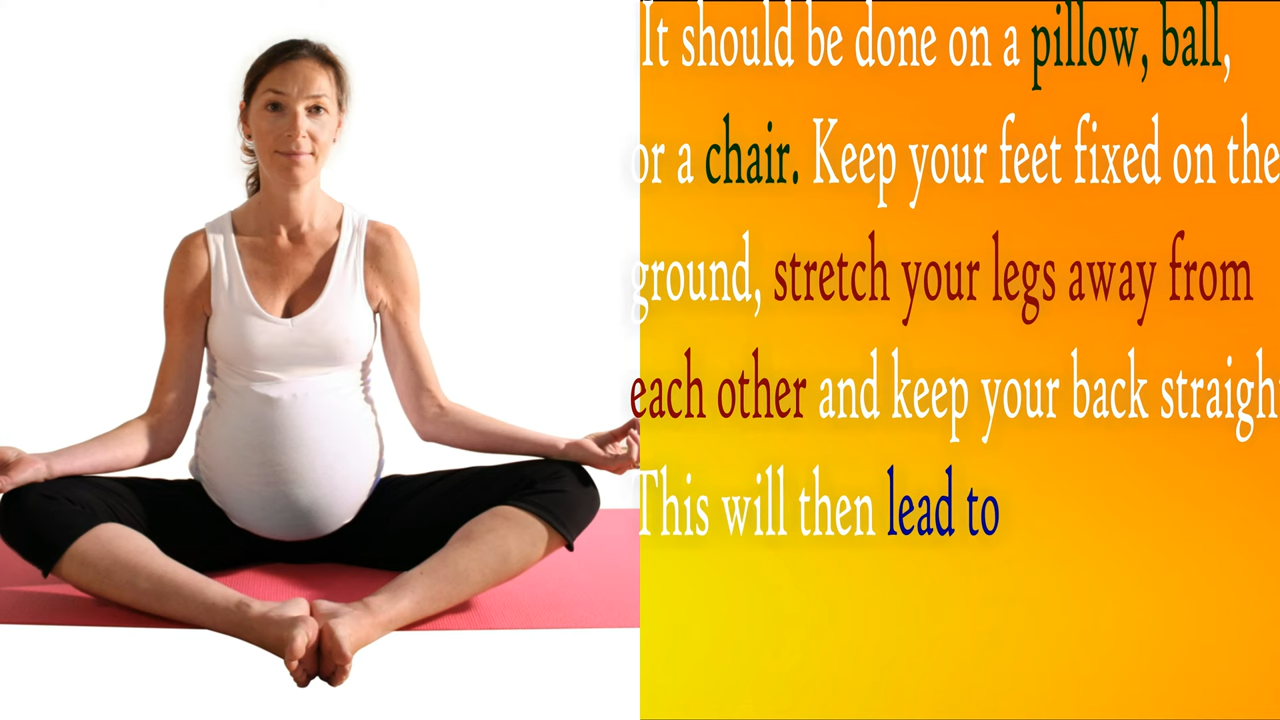 It should be done on a pillow, ball,
or a chair. Keep your feet fixed on the
ground, stretch your legs away from
each other and keep your back straigh
This will then lead to